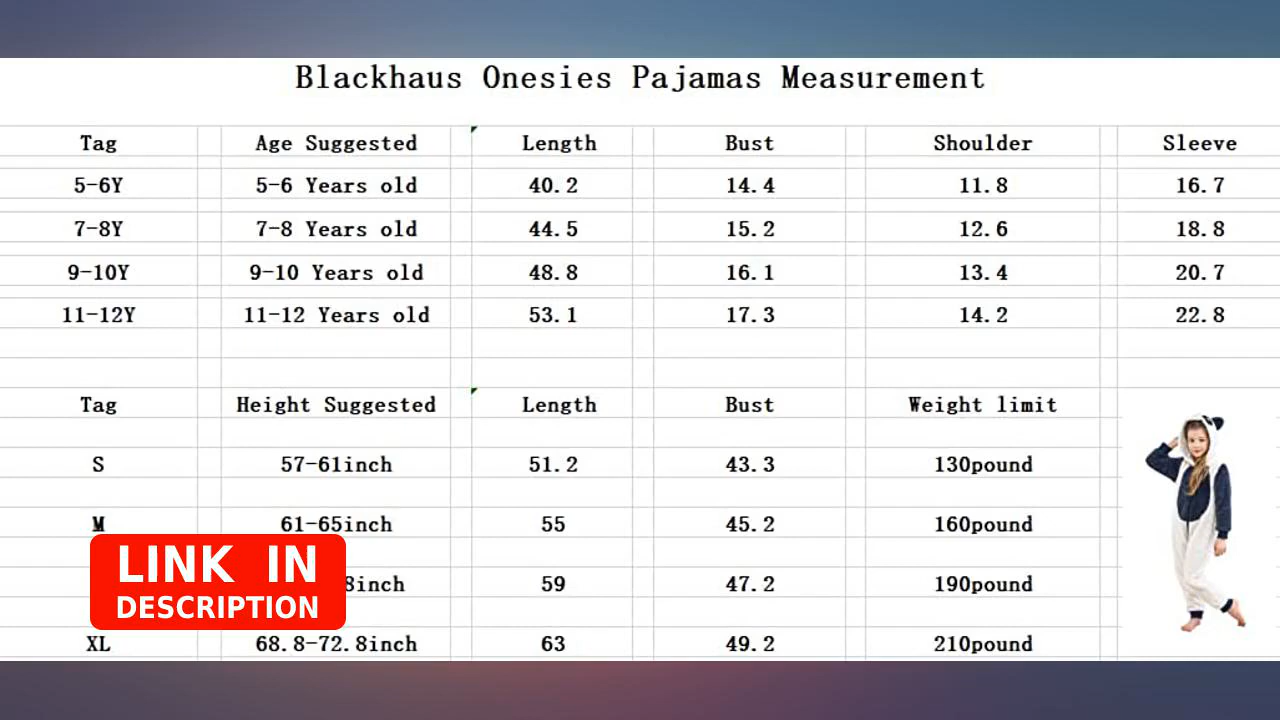 Blackhaus Onesies Pajamas Measurement
Tag Age Suggested Length Bust Shoulder Sleeve
5-6Y 5-6 Years old 40.2 14.4 11.8 16.7
7-8Y 7-8 Years old 44.5 15.2 12.6 18.8
9-10Y 9-10 Years old 48.8 16.1 13.4 20.7
11-12Y 11-12 Years old 53.1 17.3 14.2 22.8
Tag Height Suggested Length Bust Weight limit
S 57-61inch 51.2 43.3 130pound
M 61-65inch 55 45.2 160pound
59 47.2 190pound
XL 68.8-72.8inch 63 49.2 210pound
LINK IN
DESCRIPTION